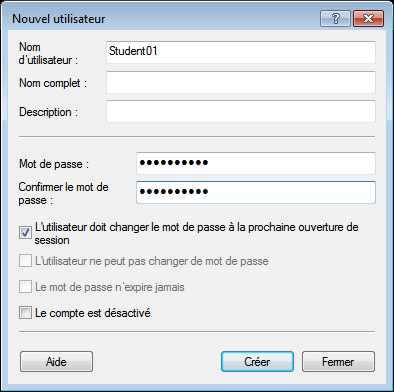 Nouvel utilisateur
Nom
d'utilisateur :
Student01
Nom complet :
Description :
Mot de passe :
●●●●●●●●●●
Confirmer le mot de
passe :
●●●●●●●●●●
L'utilisateur doit changer le mot de passe à la prochaine ouverture de
session
L'utilisateur ne peut pas changer de mot de passe
Le mot de passe n'expire jamais
Le compte est désactivé
Aide
Créer
Fermer